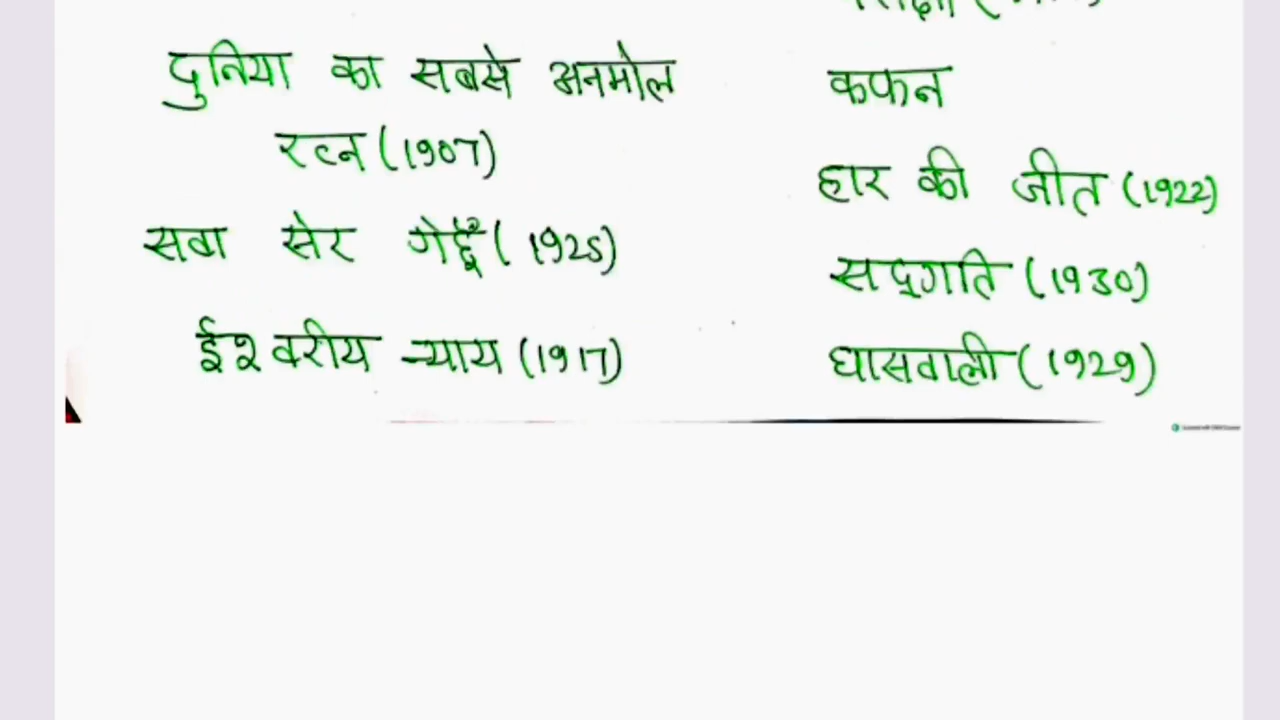 दुनिया का सबसे अनमोल
रत्न (1907)
सवा सेर गेहूँ (1925)
ईश्वरीय न्याय (1917)
कफन
हार की जीत (1922)
सद्गति (1930)
घासवाली (1929)